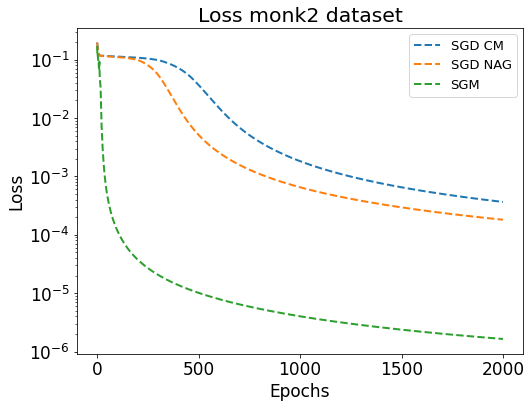 Loss monk2 dataset
SGD CM
SGD NAG
SGM
Loss
10⁻¹
10⁻²
10⁻³
10⁻⁴
10⁻⁵
10⁻⁶
0 500 1000 1500 2000
Epochs